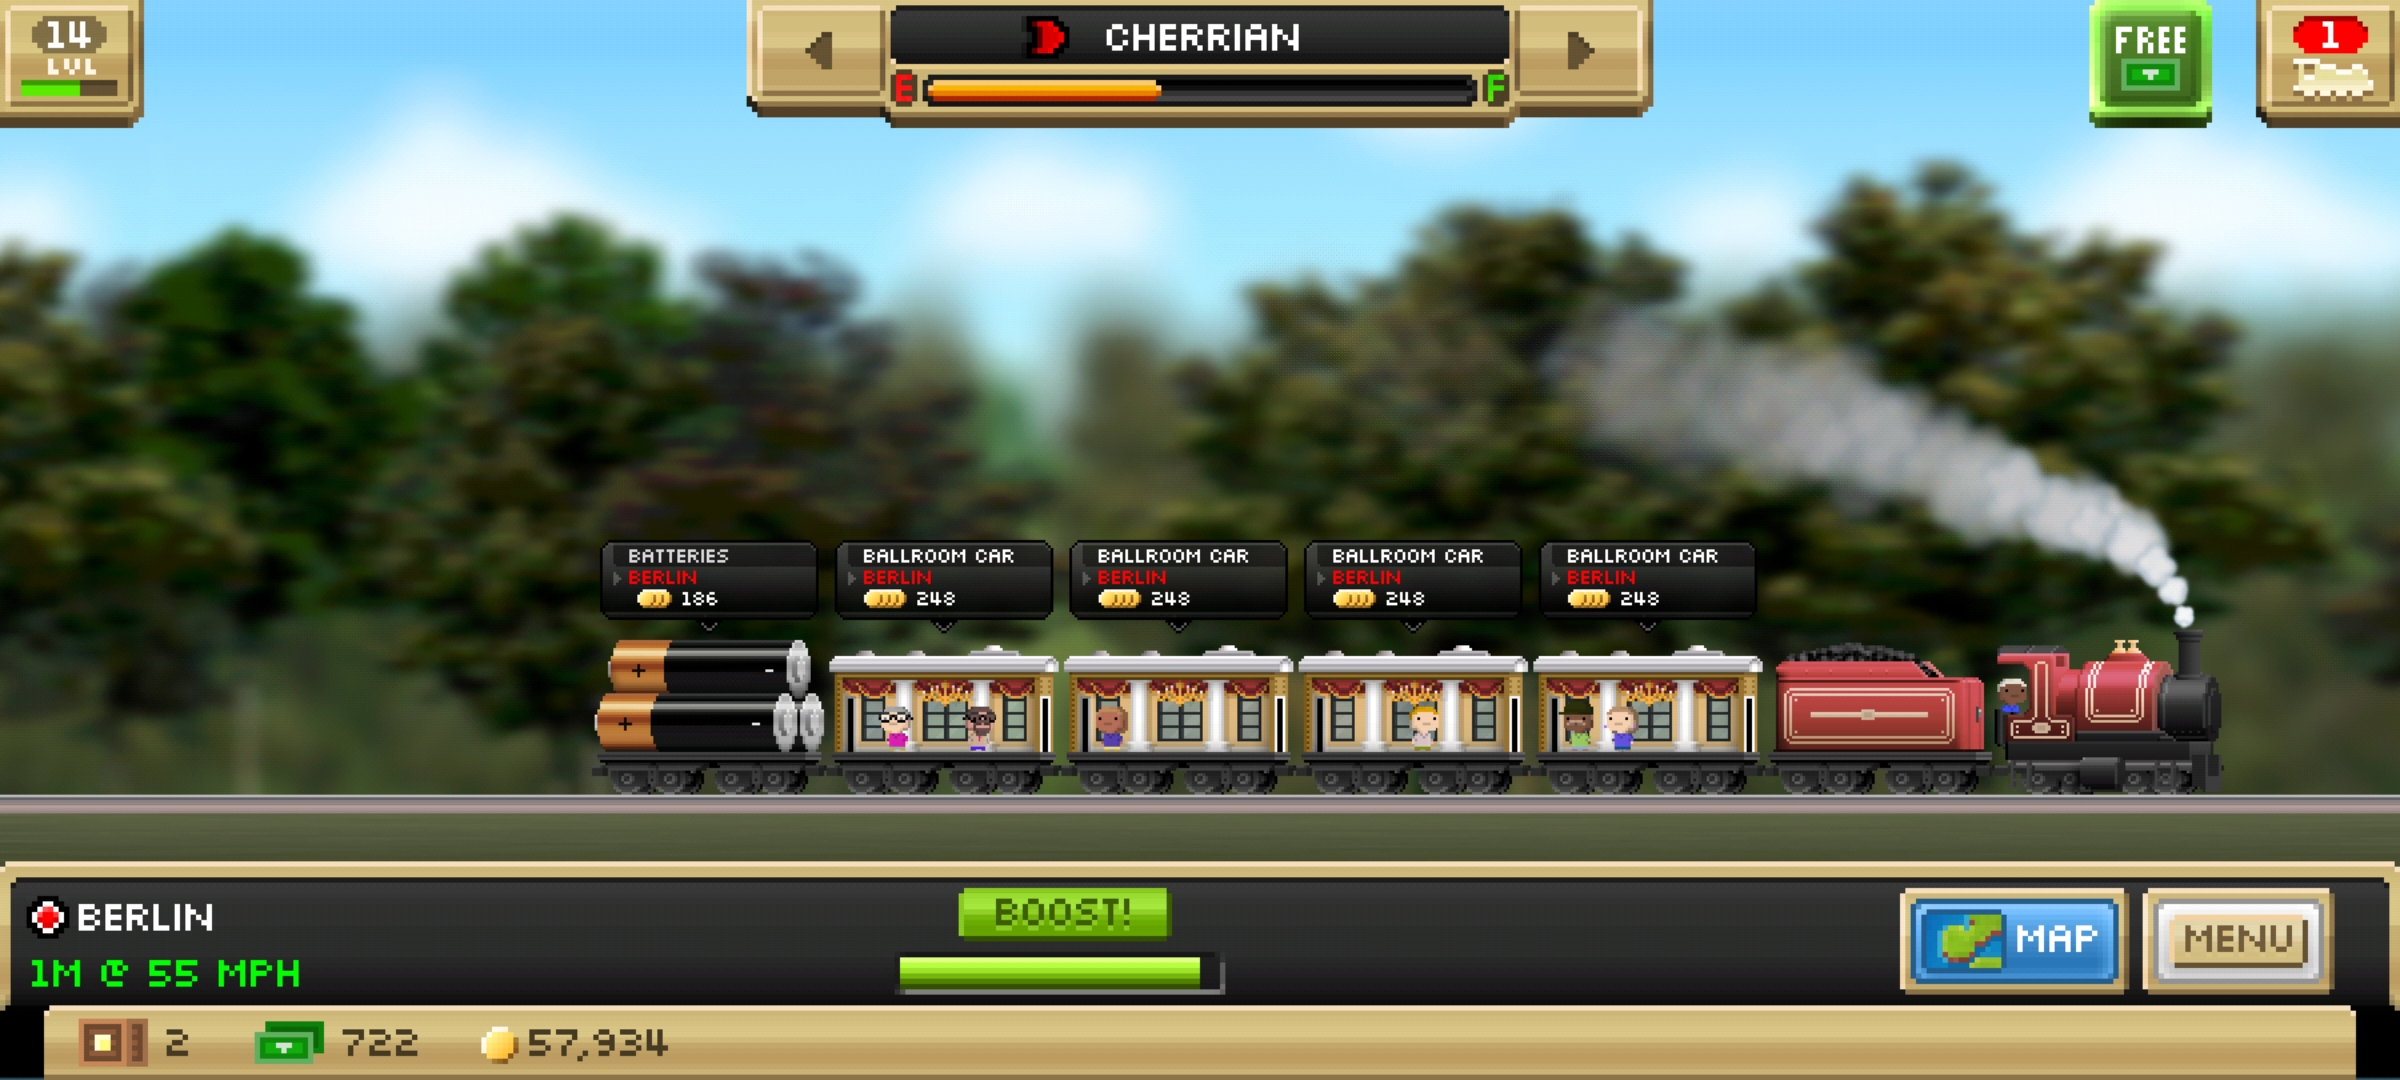 14
LVL
CHERRIAN
E
F
FREE
1
BATTERIES
BERLIN
186
BALLROOM CAR
BERLIN
248
BALLROOM CAR
BERLIN
248
BALLROOM CAR
BERLIN
248
BALLROOM CAR
BERLIN
248
+ -
+ -
BERLIN
1M @ 55 MPH
BOOST!
MAP
MENU
2
722
57,934